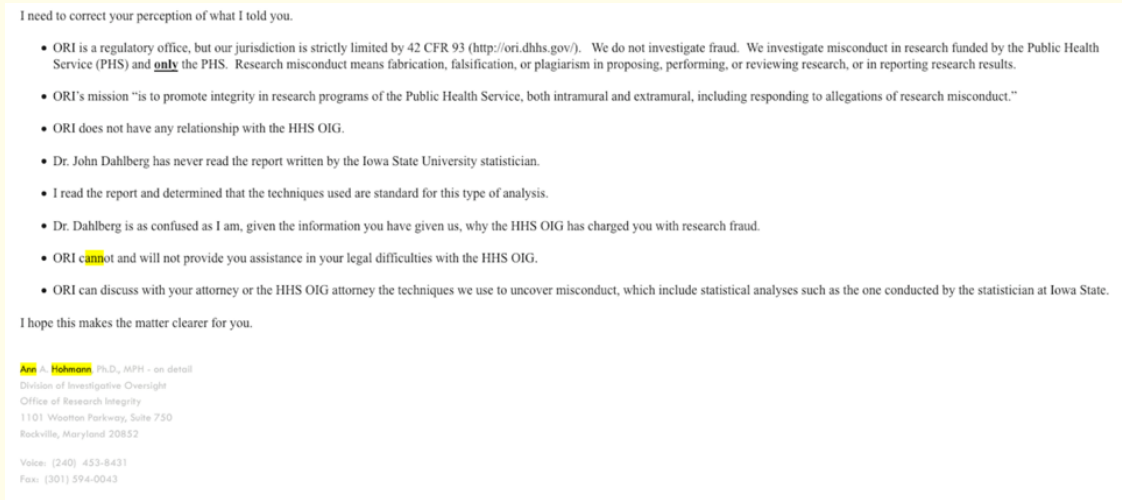 I need to correct your perception of what I told you.
• ORI is a regulatory office, but our jurisdiction is strictly limited by 42 CFR 93 (http://ori.dhhs.gov/). We do not investigate fraud. We investigate misconduct in research funded by the Public Health
Service (PHS) and only the PHS. Research misconduct means fabrication, falsification, or plagiarism in proposing, performing, or reviewing research, or in reporting research results.
• ORI's mission "is to promote integrity in research programs of the Public Health Service, both intramural and extramural, including responding to allegations of research misconduct."
• ORI does not have any relationship with the HHS OIG.
• Dr. John Dahlberg has never read the report written by the Iowa State University statistician.
• I read the report and determined that the techniques used are standard for this type of analysis.
• Dr. Dahlberg is as confused as I am, given the information you have given us, why the HHS OIG has charged you with research fraud.
• ORI cannot and will not provide you assistance in your legal difficulties with the HHS OIG.
• ORI can discuss with your attorney or the HHS OIG attorney the techniques we use to uncover misconduct, which include statistical analyses such as the one conducted by the statistician at Iowa State.
I hope this makes the matter clearer for you.
Ann A. Hohmann, Ph.D., MPH - on detail
Division of Investigative Oversight
Office of Research Integrity
1101 Wootton Parkway, Suite 750
Rockville, Maryland 20852
Voice: (240) 453-8431
Fax: (301) 594-0043